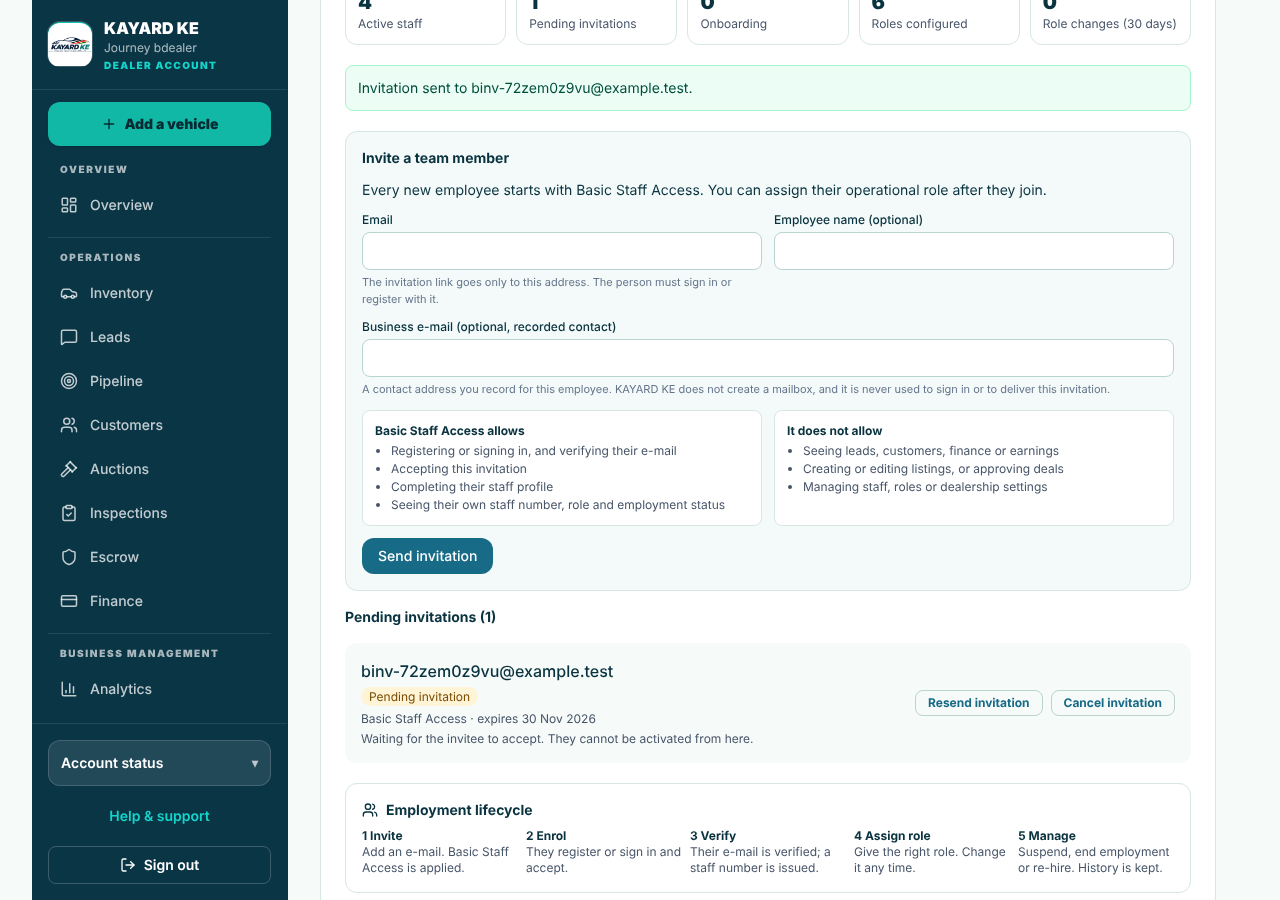 KAYARD KE
Journey bdealer
DEALER ACCOUNT
KAYARD KE
+ Add a vehicle
OVERVIEW
Overview
OPERATIONS
Inventory
Leads
Pipeline
Customers
Auctions
Inspections
Escrow
Finance
BUSINESS MANAGEMENT
Analytics
Account status
Help & support
Sign out
4
Active staff
1
Pending invitations
0
Onboarding
6
Roles configured
0
Role changes (30 days)
Invitation sent to binv-72zem0z9vu@example.test.
Invite a team member
Every new employee starts with Basic Staff Access. You can assign their operational role after they join.
Email
Employee name (optional)
The invitation link goes only to this address. The person must sign in or
register with it.
Business e-mail (optional, recorded contact)
A contact address you record for this employee. KAYARD KE does not create a mailbox, and it is never used to sign in or to deliver this invitation.
Basic Staff Access allows
• Registering or signing in, and verifying their e-mail
• Accepting this invitation
• Completing their staff profile
• Seeing their own staff number, role and employment status
It does not allow
• Seeing leads, customers, finance or earnings
• Creating or editing listings, or approving deals
• Managing staff, roles or dealership settings
Send invitation
Pending invitations (1)
binv-72zem0z9vu@example.test
Pending invitation
Basic Staff Access · expires 30 Nov 2026
Waiting for the invitee to accept. They cannot be activated from here.
Resend invitation
Cancel invitation
Employment lifecycle
1 Invite
Add an e-mail. Basic Staff
Access is applied.
2 Enrol
They register or sign in and
accept.
3 Verify
Their e-mail is verified; a
staff number is issued.
4 Assign role
Give the right role. Change
it any time.
5 Manage
Suspend, end employment
or re-hire. History is kept.